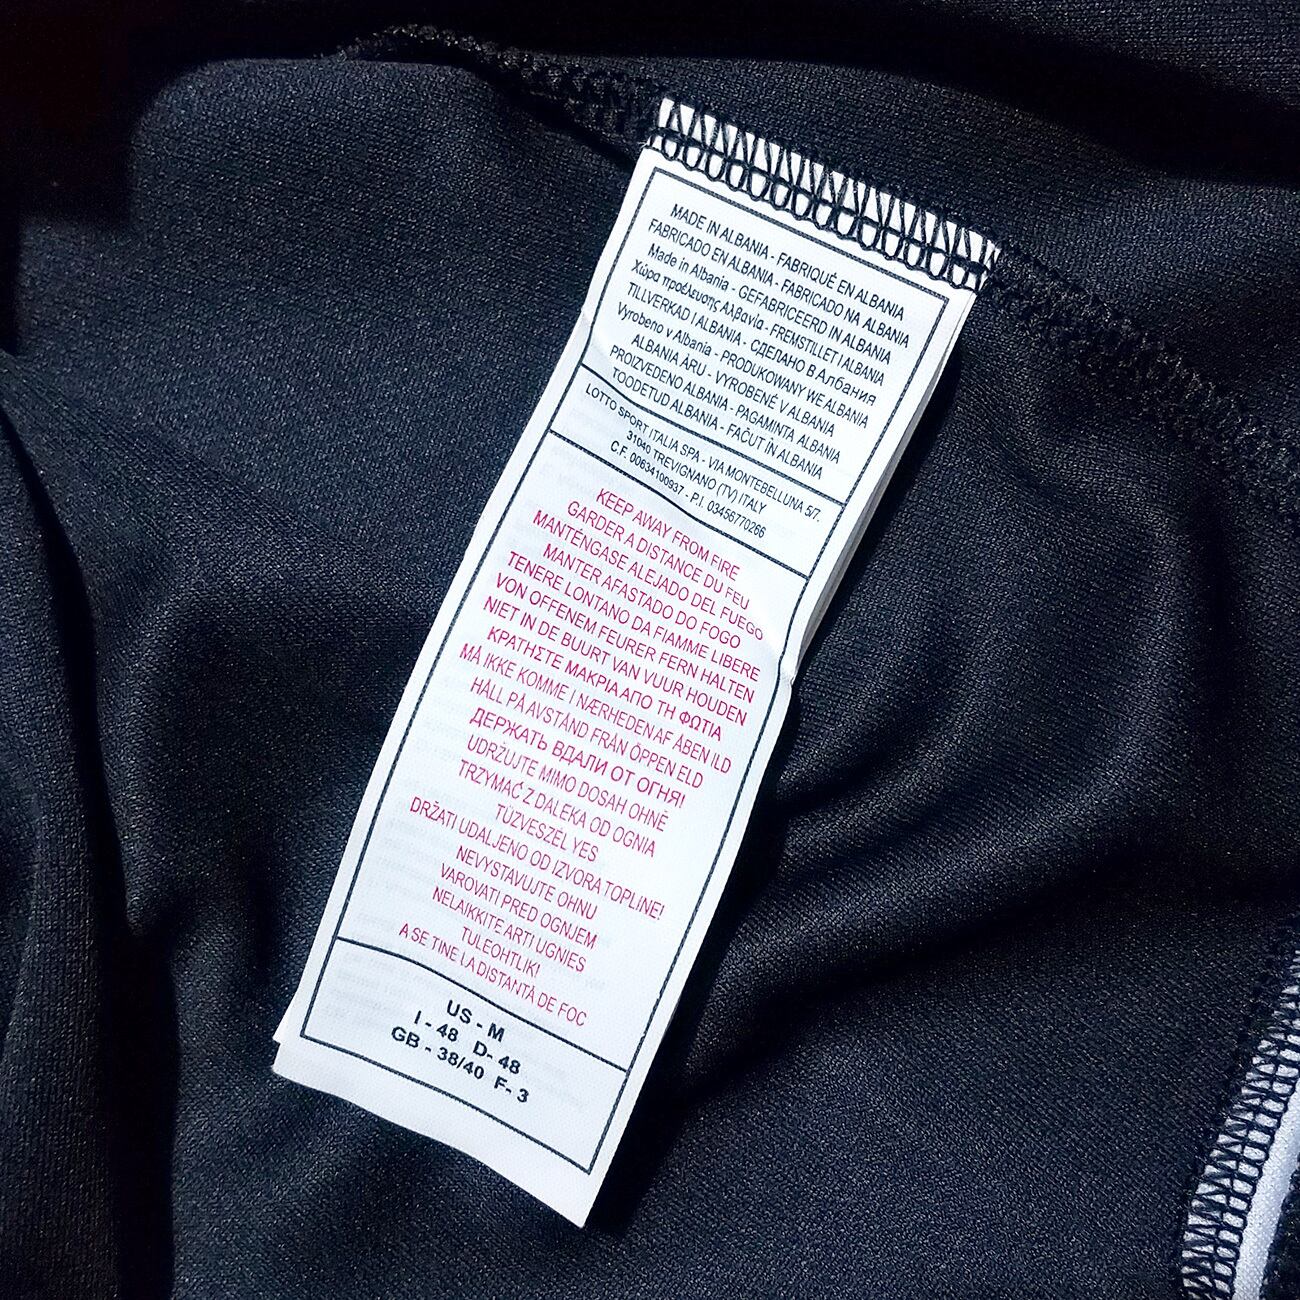 MADE IN ALBANIA - FABRIQUÉ EN ALBANIA
FABRICADO EN ALBANIA - FABRICADO NA ALBANIA
Made in Albania - GEFABRICEERD IN ALBANIA
Χώρα προέλευσης Αλβανία - FREMSTILLET I ALBANIA
TILLVERKAD I ALBANIA - СДЕЛАНО В Албания
Vyrobeno v Albania - PRODUKOWANY WE ALBANIA
ALBANIA ÁRU - VYROBENÉ V ALBANIA
PROIZVEDENO ALBANIA - PAGAMINTA ALBANIA
TOODETUD ALBANIA - FAČUT ÎN ALBANIA
LOTTO SPORT ITALIA SPA - VIA MONTEBELLUNA 5/7.
31040 TREVIGNANO (TV) ITALY
C.F. 00634100937 - P.I. 03456770266
KEEP AWAY FROM FIRE
GARDER A DISTANCE DU FEU
MANTÉNGASE ALEJADO DEL FUEGO
MANTER AFASTADO DO FOGO
TENERE LONTANO DA FIAMME LIBERE
VON OFFENEM FEURER FERN HALTEN
NIET IN DE BUURT VAN VUUR HOUDEN
ΚΡΑΤΗΣΤΕ ΜΑΚΡΙΑ ΑΠΟ ΤΗ ΦΩΤΙΑ
MÅ IKKE KOMME I NÆRHEDEN AF ÅBEN ILD
HÅLL PÅ AVSTÅND FRÅN ÖPPEN ELD
ДЕРЖАТЬ ВДАЛИ ОТ ОГНЯ!
UDRŽUJTE MIMO DOSAH OHNĚ
TRZYMAĆ Z DALEKA OD OGNIA
TÜZVESZÉL YES
DRŽATI UDALJENO OD IZVORA TOPLINE!
NEVYSTAVUJTE OHNU
VAROVATI PRED OGNJEM
NELAIKKITE ARTI UGNIES
TULEOHTLIK!
A SE TINE LA DISTANTÀ DE FOC
US - M
I - 48 D- 48
GB - 38/40 F- 3